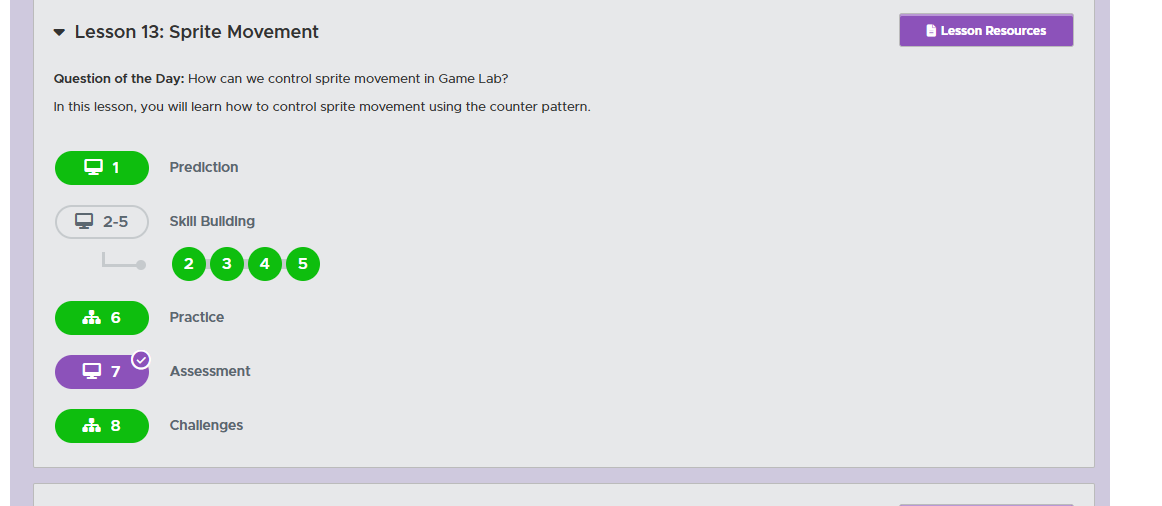 Lesson 13: Sprite Movement
Lesson Resources
Question of the Day: How can we control sprite movement in Game Lab?
In this lesson, you will learn how to control sprite movement using the counter pattern.
1 Prediction
2-5 Skill Building
2 3 4 5
6 Practice
7 Assessment
8 Challenges